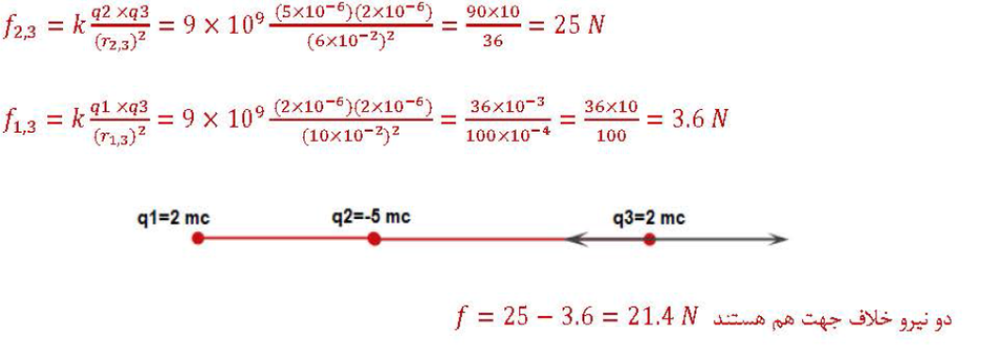 f₂,₃ = k q2 ×q3 / (r₂,₃)² = 9 × 10⁹ (5×10⁻⁶)(2×10⁻⁶) / (6×10⁻²)² = 90×10 / 36 = 25 N
f₁,₃ = k q1 ×q3 / (r₁,₃)² = 9 × 10⁹ (2×10⁻⁶)(2×10⁻⁶) / (10×10⁻²)² = 36×10⁻³ / 100×10⁻⁴ = 36×10 / 100 = 3.6 N
q1=2 mc q2=-5 mc q3=2 mc
دو نیرو خلاف جهت هم هستند f = 25 − 3.6 = 21.4 N